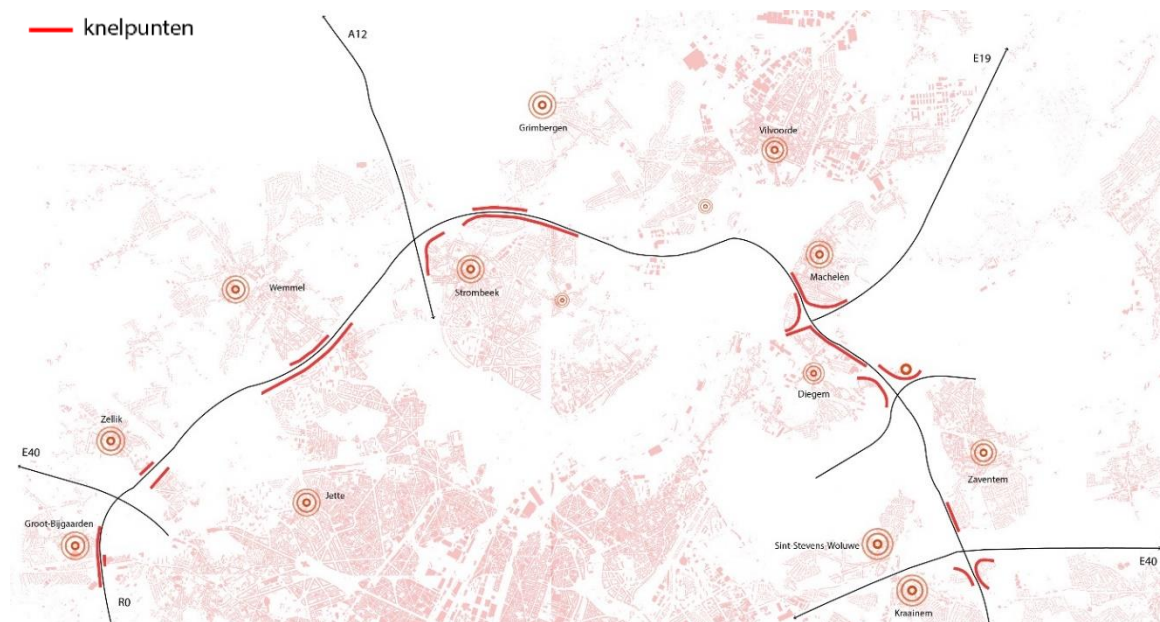 knelpunten
A12
E19
Grimbergen
Vilvoorde
Machelen
Wemmel
Strombeek
Diegem
Zellik
E40
Zaventem
Jette
Groot-Bijgaarden
Sint-Stevens-Woluwe
E40
Kraainem
R0